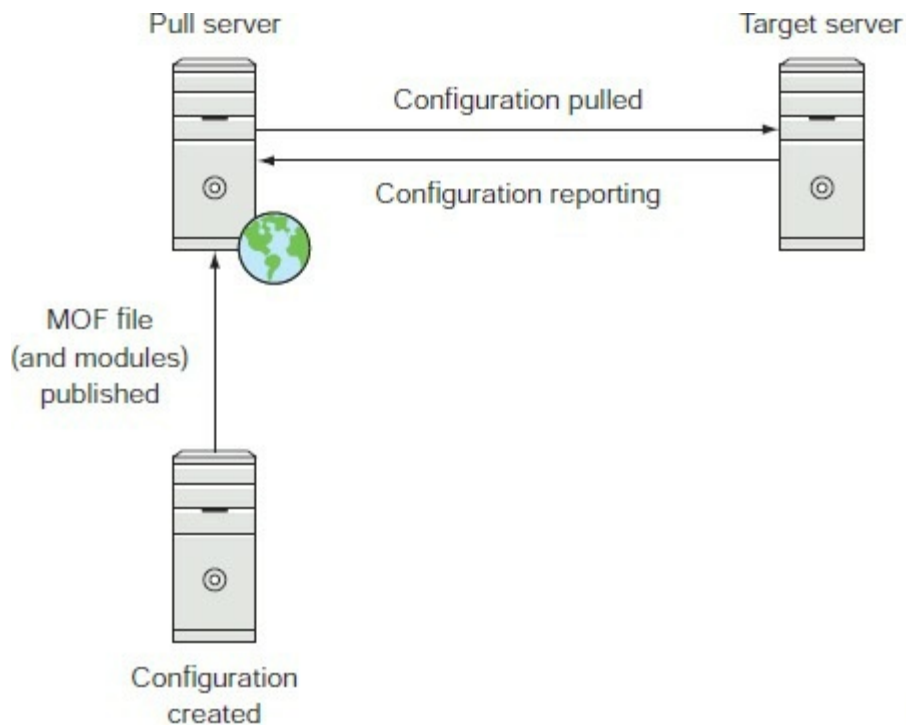 Pull server
Target server
Configuration pulled
Configuration reporting
MOF file
(and modules)
published
Configuration
created